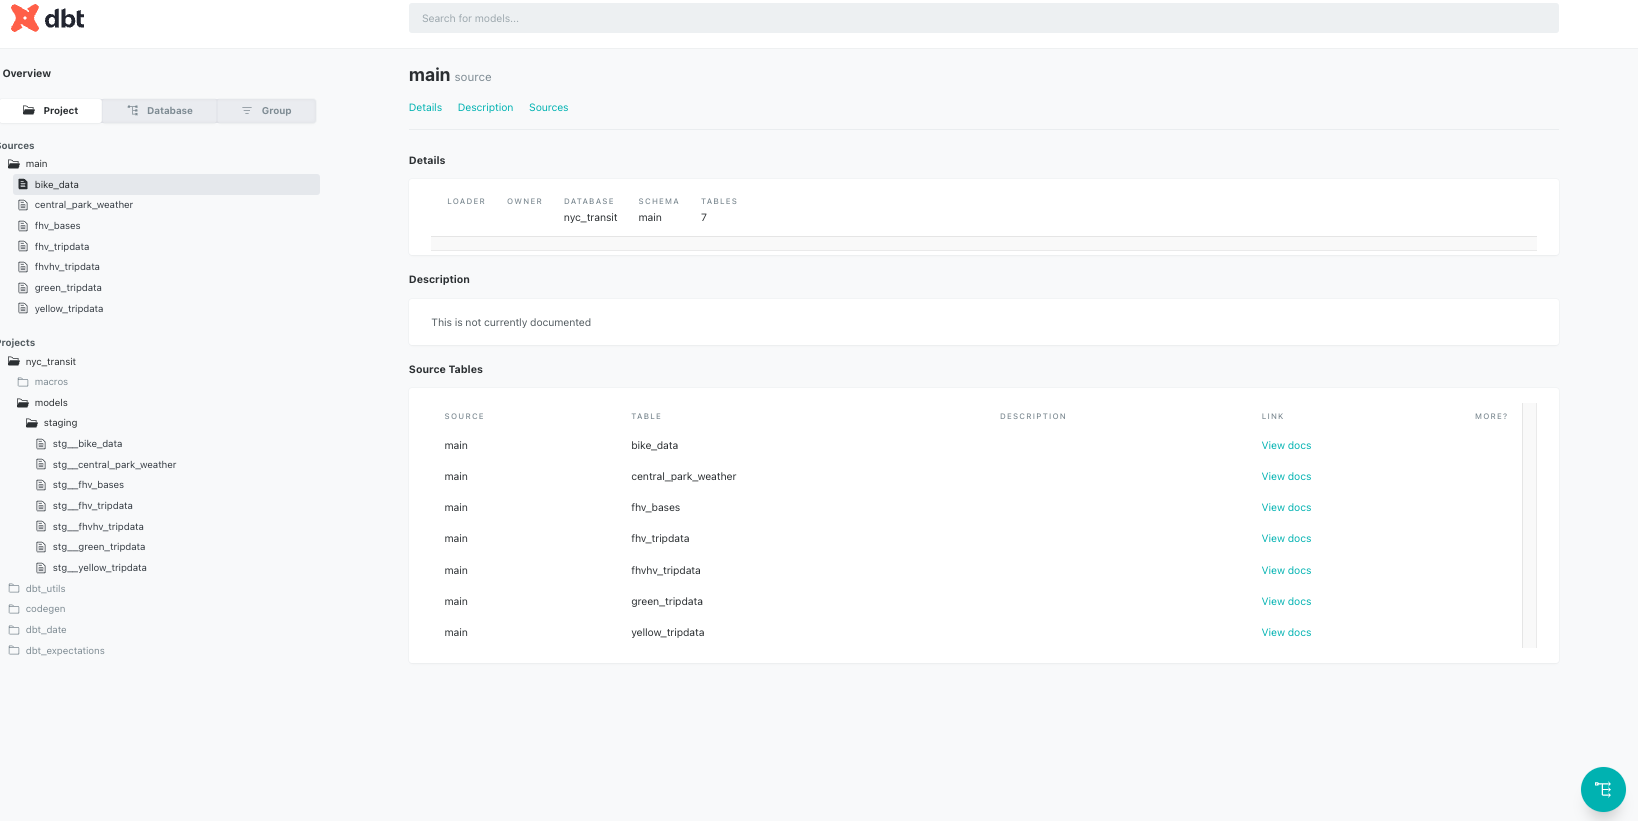 dbt
Search for models...
Overview
Project
Database
Group
ources
main
bike_data
central_park_weather
fhv_bases
fhv_tripdata
fhvhv_tripdata
green_tripdata
yellow_tripdata
rojects
nyc_transit
macros
models
staging
stg__bike_data
stg__central_park_weather
stg__fhv_bases
stg__fhv_tripdata
stg__fhvhv_tripdata
stg__green_tripdata
stg__yellow_tripdata
dbt_utils
codegen
dbt_date
dbt_expectations
main source
Details Description Sources
Details
LOADER OWNER DATABASE SCHEMA TABLES
nyc_transit main 7
Description
This is not currently documented
Source Tables
SOURCE TABLE DESCRIPTION LINK MORE?
main bike_data View docs
main central_park_weather View docs
main fhv_bases View docs
main fhv_tripdata View docs
main fhvhv_tripdata View docs
main green_tripdata View docs
main yellow_tripdata View docs